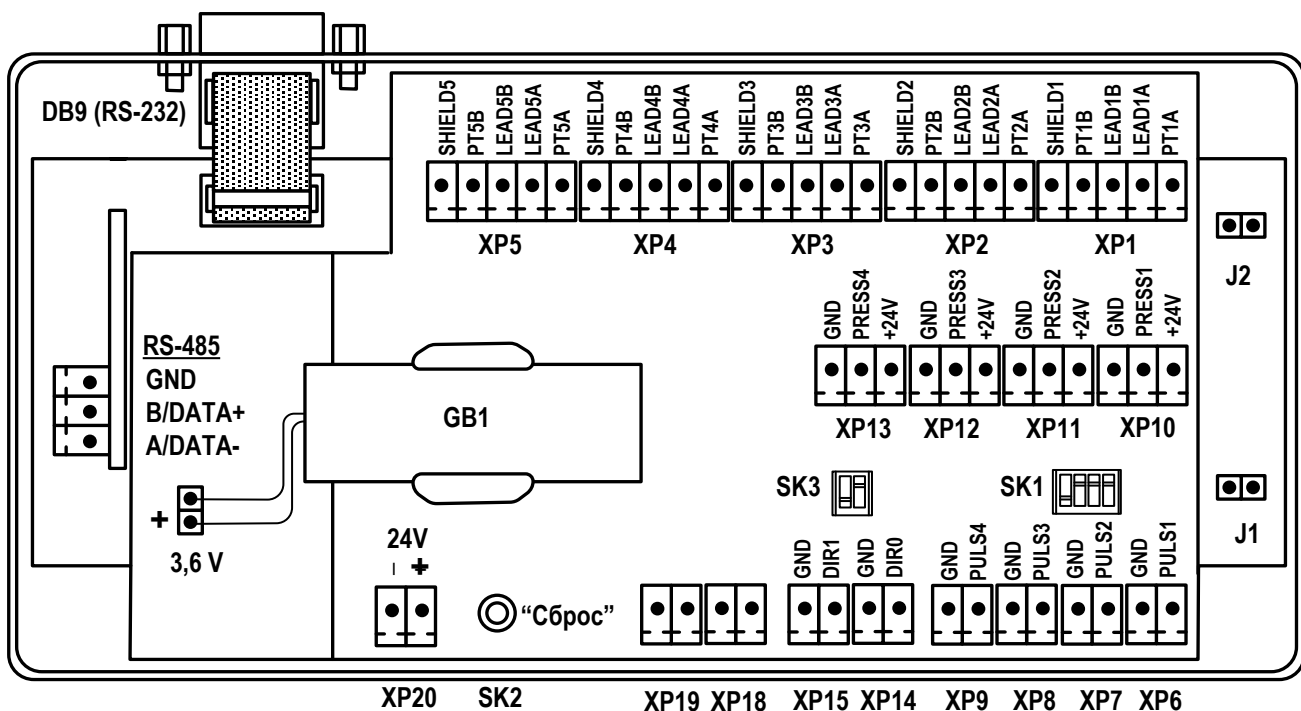 DB9 (RS-232)
SHIELD5
PT5B
LEAD5B
LEAD5A
PT5A
SHIELD4
PT4B
LEAD4B
LEAD4A
PT4A
SHIELD3
PT3B
LEAD3B
LEAD3A
PT3A
SHIELD2
PT2B
LEAD2B
LEAD2A
PT2A
SHIELD1
PT1B
LEAD1B
LEAD1A
PT1A
XP5 XP4 XP3 XP2 XP1
J2
GND
PRESS4
+24V
GND
PRESS3
+24V
GND
PRESS2
+24V
GND
PRESS1
+24V
XP13 XP12 XP11 XP10
RS-485
GND
B/DATA+
A/DATA-
GB1
+
3,6 V
SK3
SK1
J1
24V
– +
GND
DIR1
GND
DIR0
GND
PULS4
GND
PULS3
GND
PULS2
GND
PULS1
“Сброс”
XP20 SK2 XP19 XP18 XP15 XP14 XP9 XP8 XP7 XP6